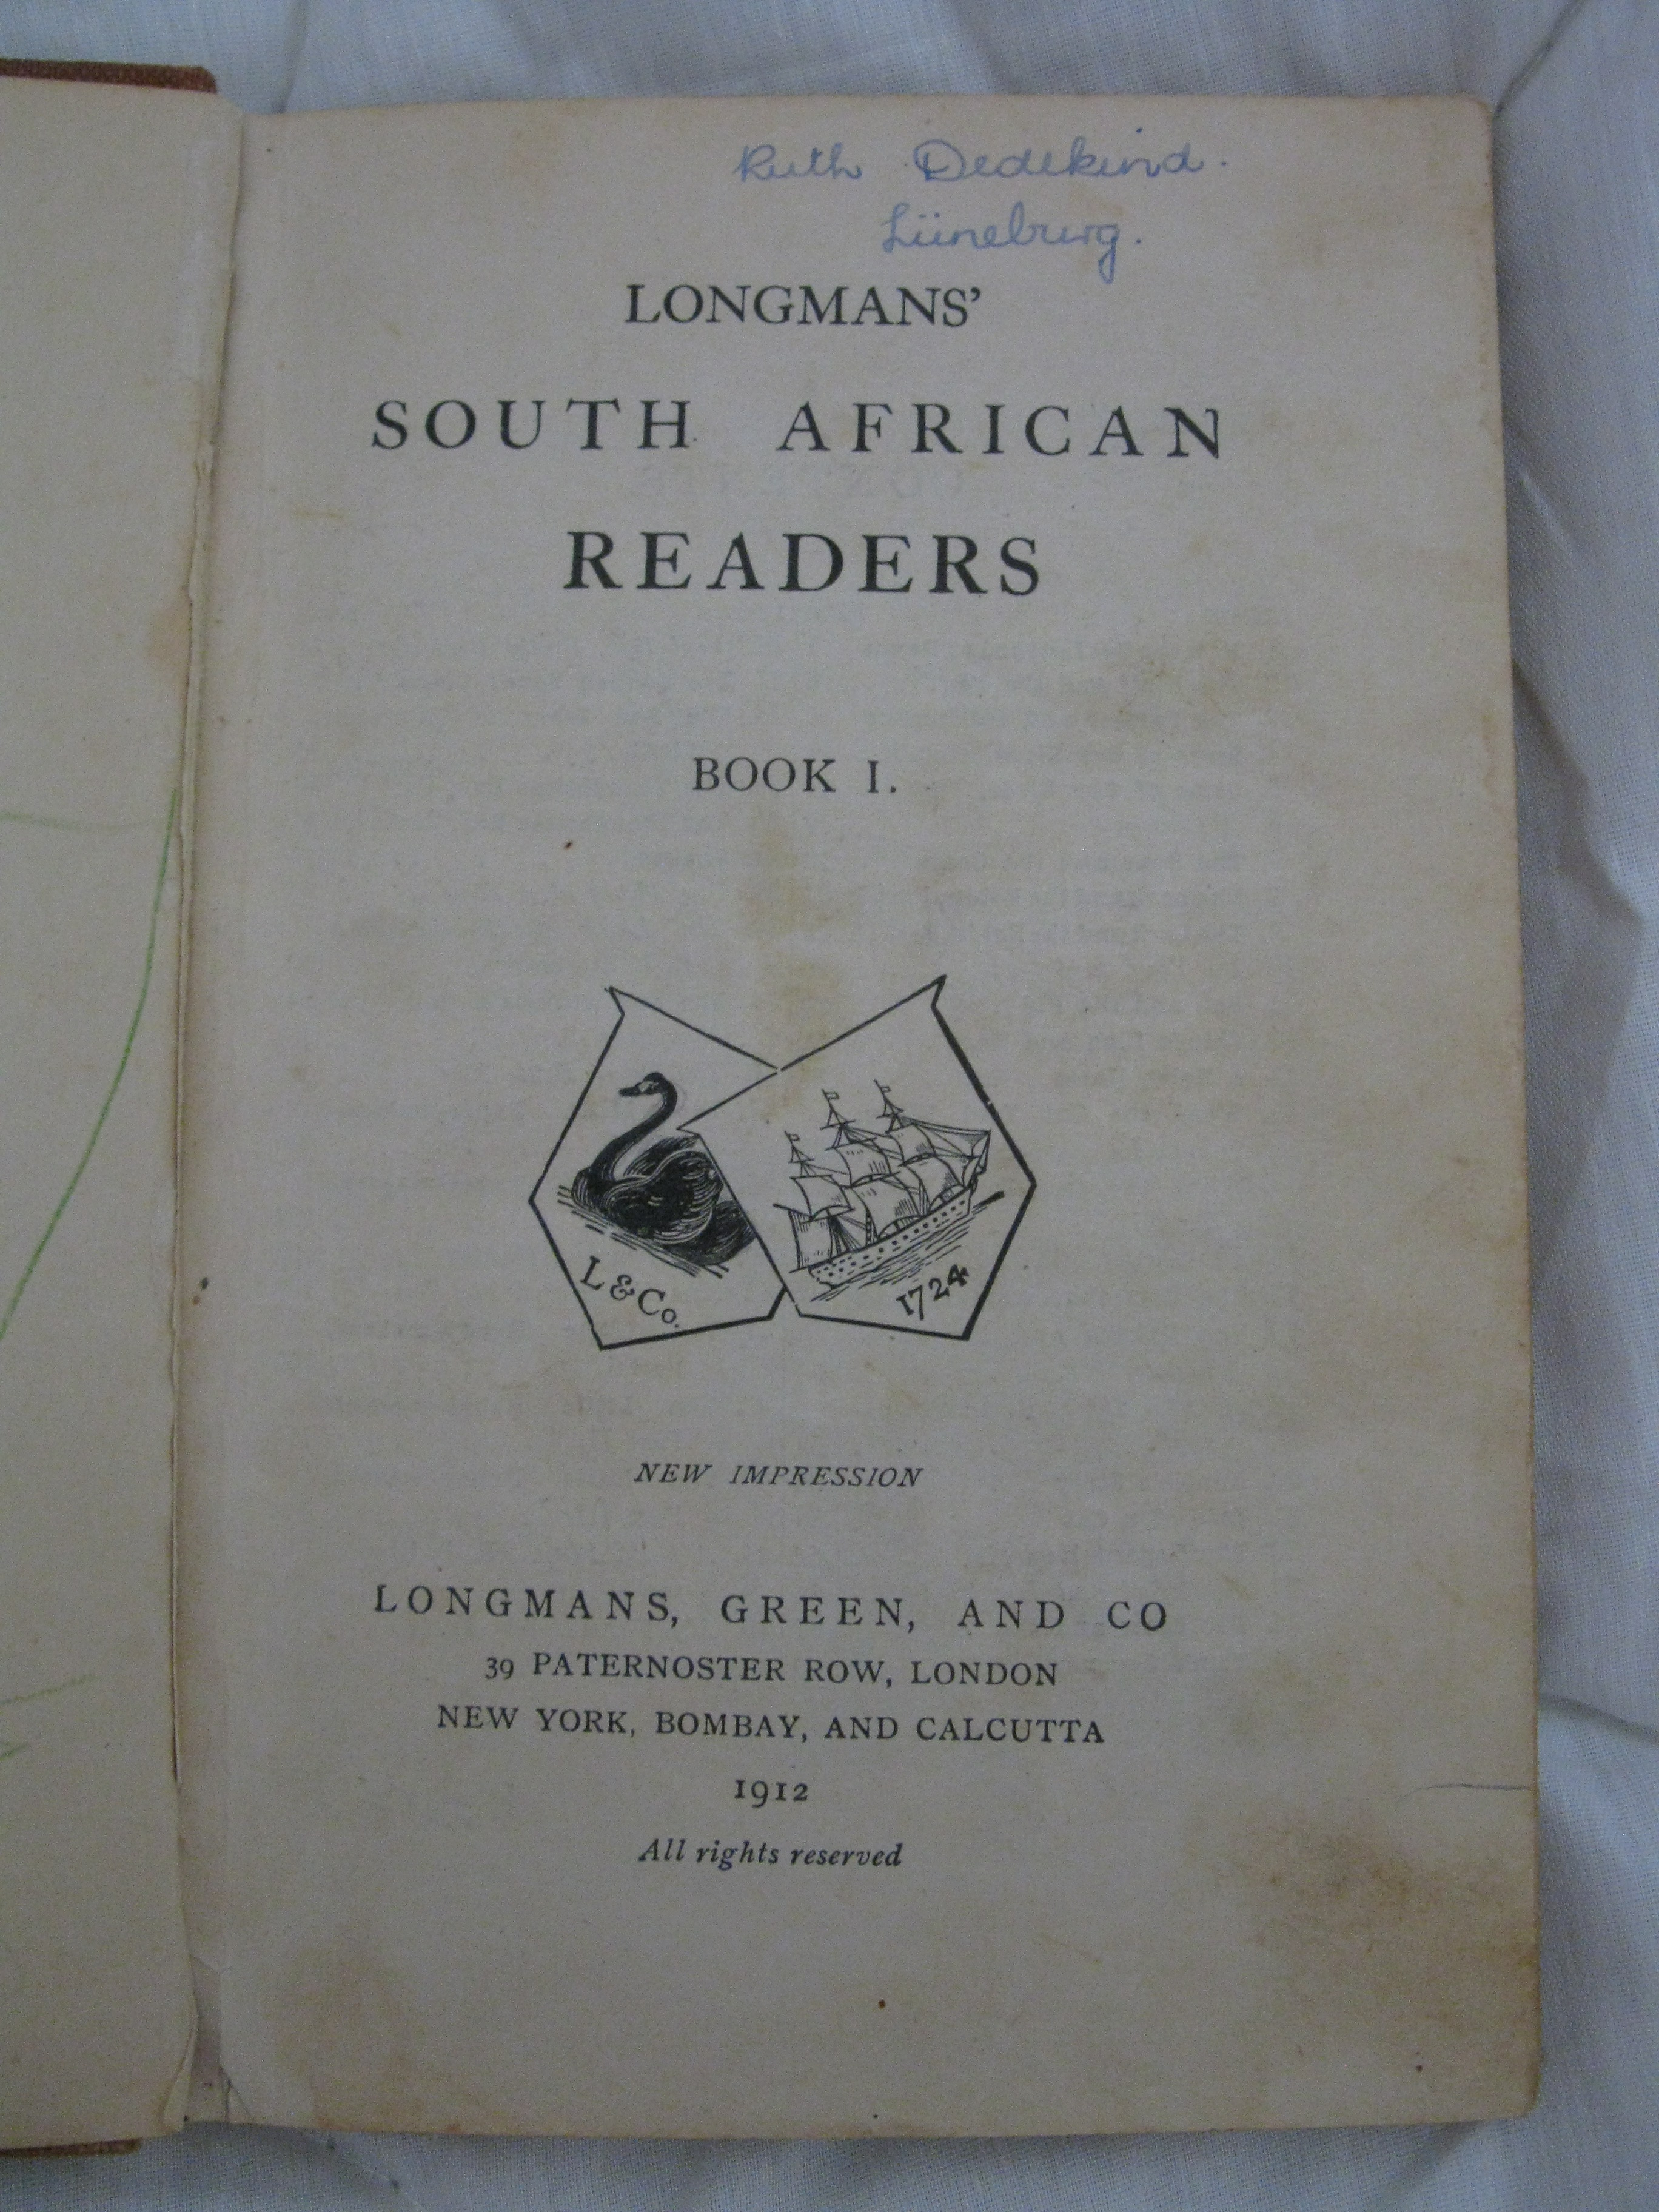 Ruth Dedekind.
Lüneburg.
LONGMANS’
SOUTH AFRICAN
READERS
BOOK I.
L & Co.
1724
NEW IMPRESSION
LONGMANS, GREEN, AND CO
39 PATERNOSTER ROW, LONDON
NEW YORK, BOMBAY, AND CALCUTTA
1912
All rights reserved